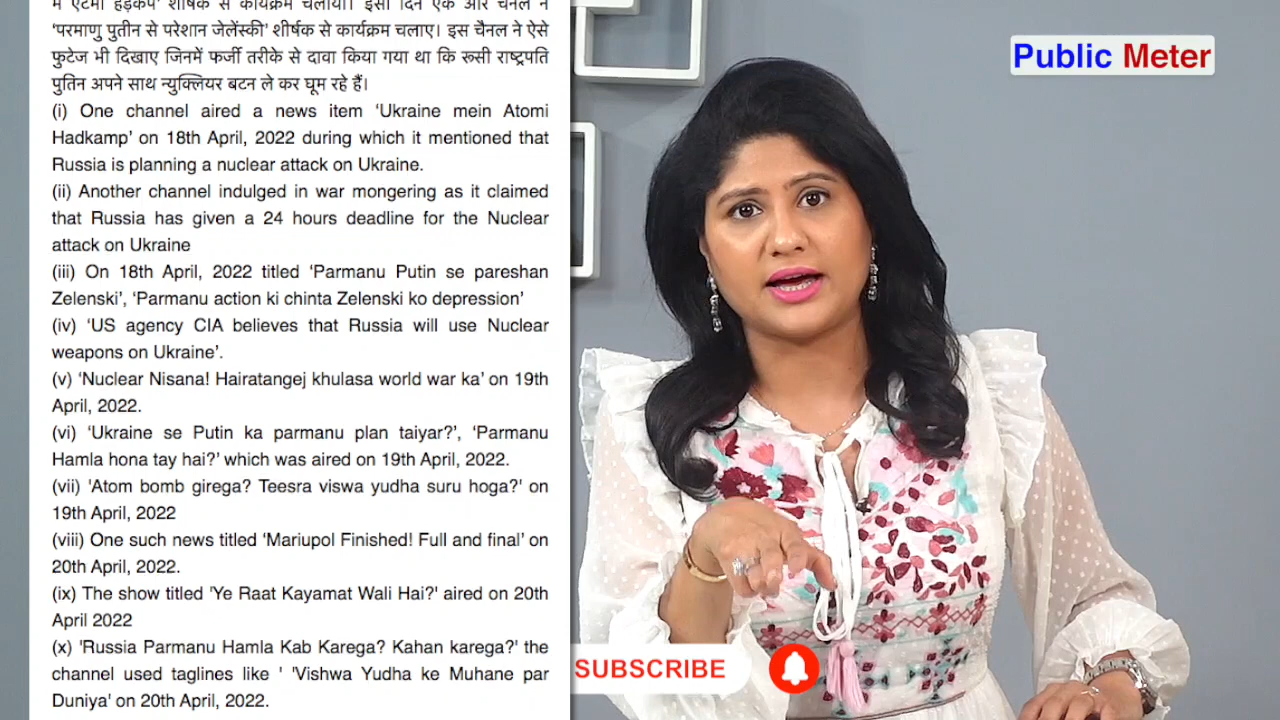 में एटमी हड़कंप' शीर्षक से कार्यक्रम चलाया। इसी दिन एक और चैनल ने
'परमाणु पुतीन से परेशान जेलेंस्की' शीर्षक से कार्यक्रम चलाए। इस चैनल ने ऐसे
फुटेज भी दिखाए जिनमें फर्जी तरीके से दावा किया गया था कि रूसी राष्ट्रपति
पुतिन अपने साथ न्युक्लियर बटन ले कर घूम रहे हैं।
(i) One channel aired a news item 'Ukraine mein Atomi
Hadkamp' on 18th April, 2022 during which it mentioned that
Russia is planning a nuclear attack on Ukraine.
(ii) Another channel indulged in war mongering as it claimed
that Russia has given a 24 hours deadline for the Nuclear
attack on Ukraine
(iii) On 18th April, 2022 titled 'Parmanu Putin se pareshan
Zelenski', 'Parmanu action ki chinta Zelenski ko depression'
(iv) 'US agency CIA believes that Russia will use Nuclear
weapons on Ukraine'.
(v) 'Nuclear Nisana! Hairatangej khulasa world war ka' on 19th
April, 2022.
(vi) 'Ukraine se Putin ka parmanu plan taiyar?', 'Parmanu
Hamla hona tay hai?' which was aired on 19th April, 2022.
(vii) 'Atom bomb girega? Teesra viswa yudha suru hoga?' on
19th April, 2022
(viii) One such news titled 'Mariupol Finished! Full and final' on
20th April, 2022.
(ix) The show titled 'Ye Raat Kayamat Wali Hai?' aired on 20th
April 2022
(x) 'Russia Parmanu Hamla Kab Karega? Kahan karega?' the
channel used taglines like ' 'Vishwa Yudha ke Muhane par
Duniya' on 20th April, 2022.
Public Meter
SUBSCRIBE